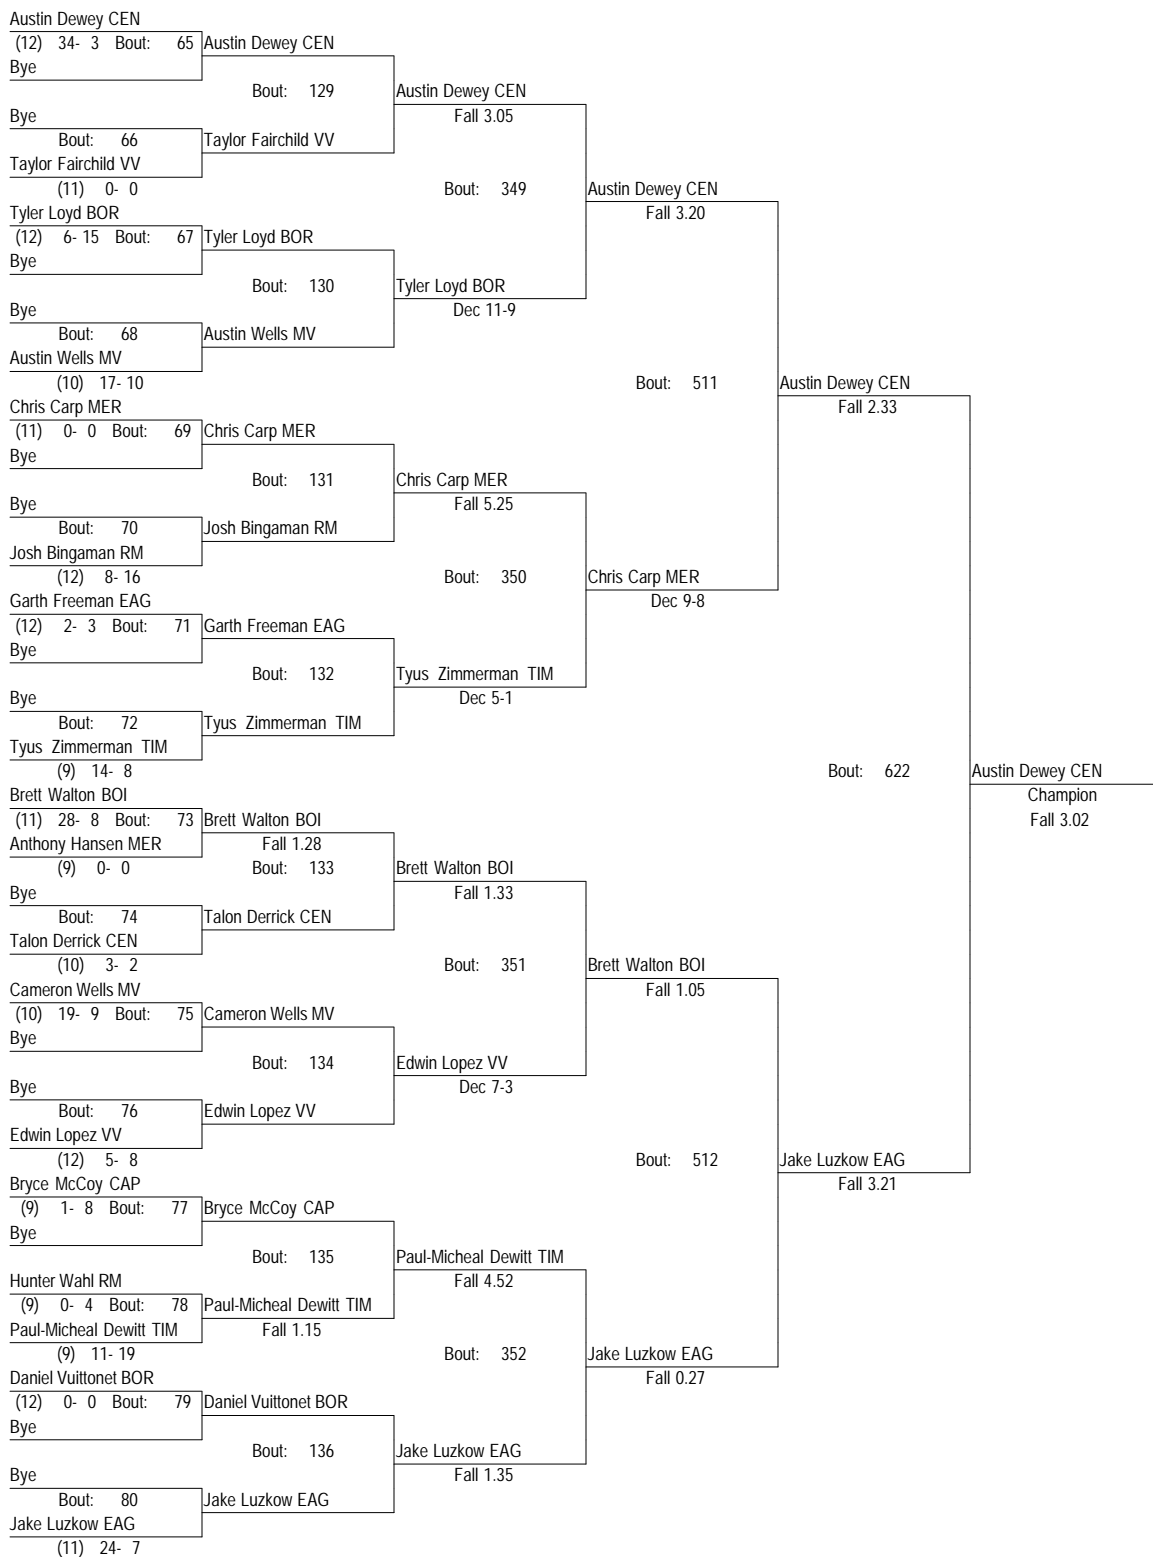 Austin Dewey CEN
(12) 34- 3 Bout: 65 Austin Dewey CEN
Bye
Bout: 129 Austin Dewey CEN
Bye Fall 3.05
Bout: 66 Taylor Fairchild VV
Taylor Fairchild VV
(11) 0- 0 Bout: 349 Austin Dewey CEN
Tyler Loyd BOR Fall 3.20
(12) 6- 15 Bout: 67 Tyler Loyd BOR
Bye
Bout: 130 Tyler Loyd BOR
Bye Dec 11-9
Bout: 68 Austin Wells MV
Austin Wells MV
(10) 17- 10 Bout: 511 Austin Dewey CEN
Chris Carp MER Fall 2.33
(11) 0- 0 Bout: 69 Chris Carp MER
Bye
Bout: 131 Chris Carp MER
Bye Fall 5.25
Bout: 70 Josh Bingaman RM
Josh Bingaman RM
(12) 8- 16 Bout: 350 Chris Carp MER
Garth Freeman EAG Dec 9-8
(12) 2- 3 Bout: 71 Garth Freeman EAG
Bye
Bout: 132 Tyus Zimmerman TIM
Bye Dec 5-1
Bout: 72 Tyus Zimmerman TIM
Tyus Zimmerman TIM
(9) 14- 8 Bout: 622 Austin Dewey CEN
Brett Walton BOI Champion
(11) 28- 8 Bout: 73 Brett Walton BOI Fall 3.02
Anthony Hansen MER Fall 1.28
(9) 0- 0 Bout: 133 Brett Walton BOI
Bye Fall 1.33
Bout: 74 Talon Derrick CEN
Talon Derrick CEN
(10) 3- 2 Bout: 351 Brett Walton BOI
Cameron Wells MV Fall 1.05
(10) 19- 9 Bout: 75 Cameron Wells MV
Bye
Bout: 134 Edwin Lopez VV
Bye Dec 7-3
Bout: 76 Edwin Lopez VV
Edwin Lopez VV
(12) 5- 8 Bout: 512 Jake Luzkow EAG
Bryce McCoy CAP Fall 3.21
(9) 1- 8 Bout: 77 Bryce McCoy CAP
Bye
Bout: 135 Paul-Micheal Dewitt TIM
Hunter Wahl RM Fall 4.52
(9) 0- 4 Bout: 78 Paul-Micheal Dewitt TIM
Paul-Micheal Dewitt TIM Fall 1.15
(9) 11- 19 Bout: 352 Jake Luzkow EAG
Daniel Vuittonet BOR Fall 0.27
(12) 0- 0 Bout: 79 Daniel Vuittonet BOR
Bye
Bout: 136 Jake Luzkow EAG
Bye Fall 1.35
Bout: 80 Jake Luzkow EAG
Jake Luzkow EAG
(11) 24- 7